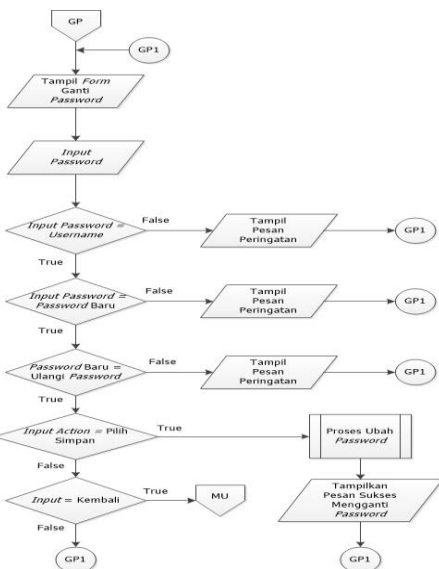 GP
GP1
Tampil Form
Ganti
Password
Input
Password
Input Password =
Username
False
Tampil
Pesan
Peringatan
GP1
True
Input Password =
Password Baru
False
Tampil
Pesan
Peringatan
GP1
True
Password Baru =
Ulangi Password
False
Tampil
Pesan
Peringatan
GP1
True
Input Action = Pilih
Simpan
True
Proses Ubah
Password
False
Input = Kembali
True
MU
Tampilkan
Pesan Sukses
Mengganti
Password
False
GP1
GP1